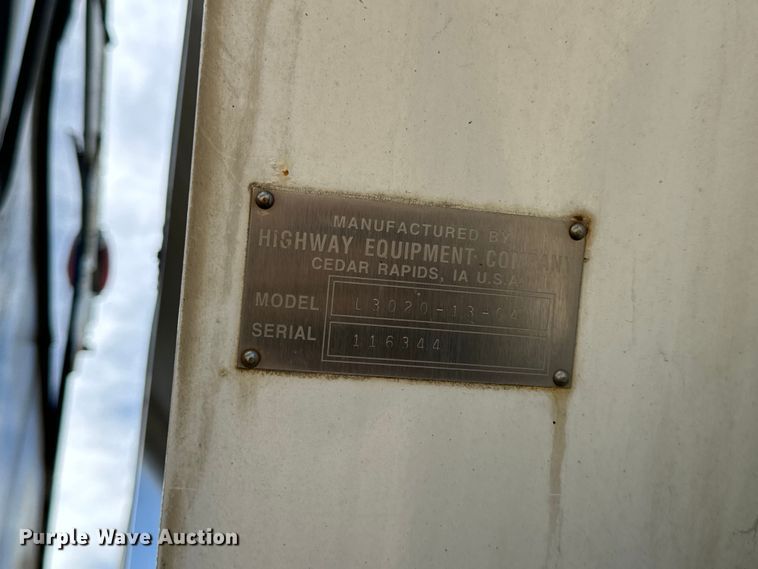 MANUFACTURED BY
HIGHWAY EQUIPMENT COMPANY
CEDAR RAPIDS, IA U.S.A.
MODEL L3020-13-
SERIAL 116344
Purple Wave Auction